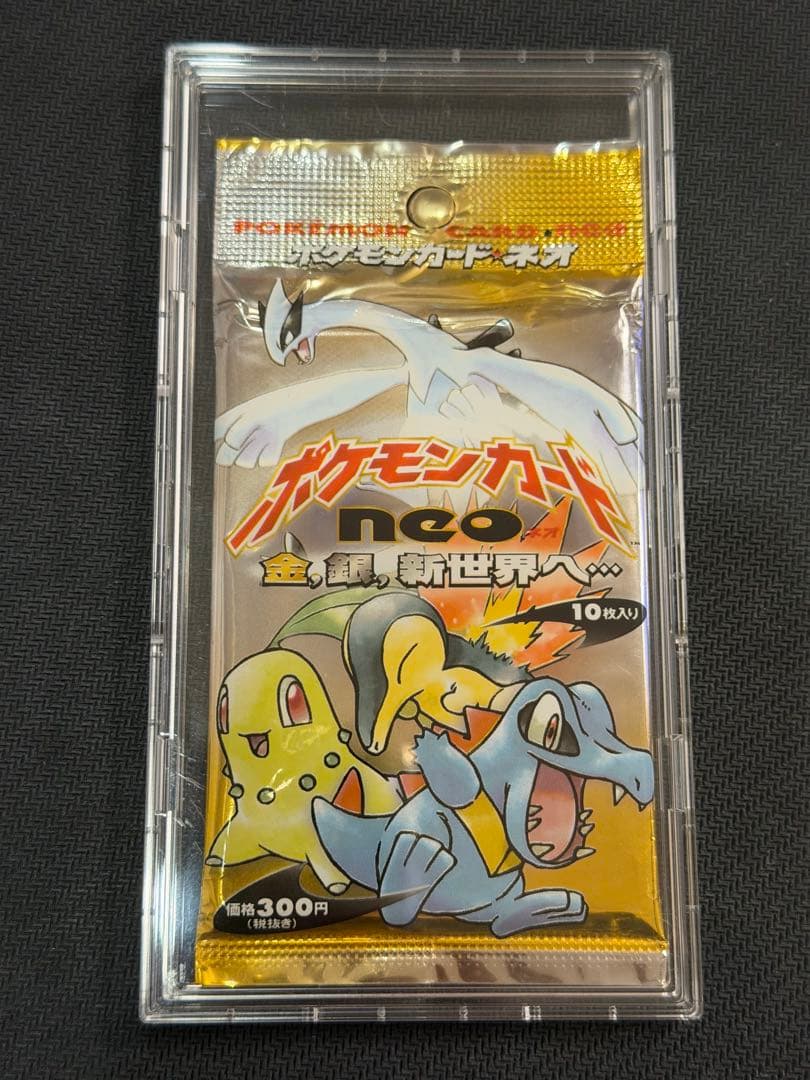 POKÉMON CARD★neo
ポケモンカード★ネオ
ポケモンカード
neo ネオ
TM
金,銀,新世界へ…
10枚入り
価格300円
(税抜き)